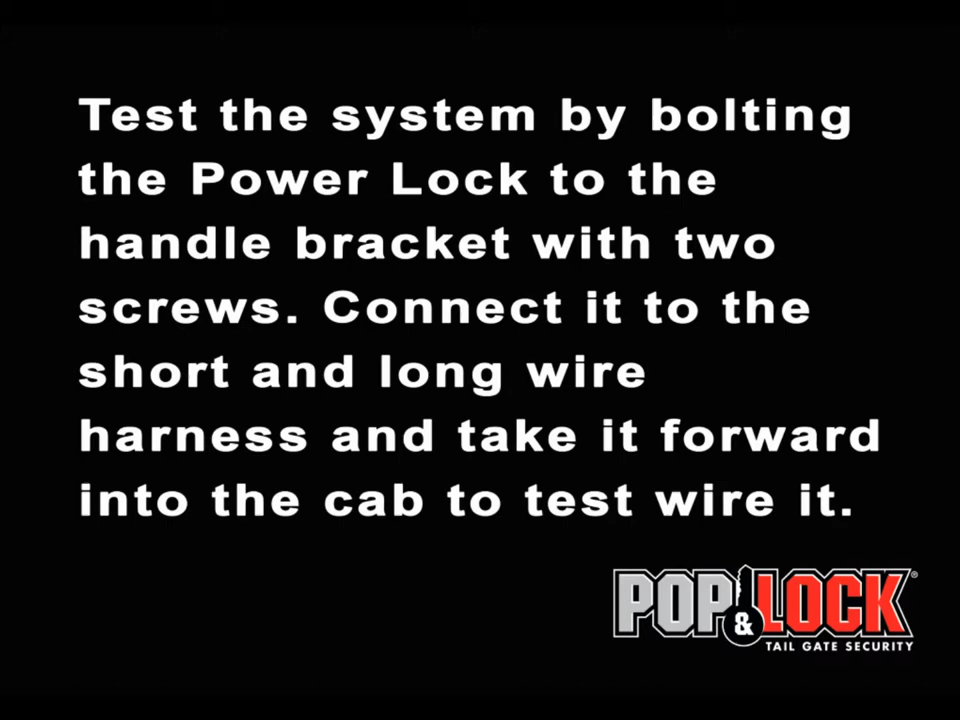 Test the system by bolting
the Power Lock to the
handle bracket with two
screws. Connect it to the
short and long wire
harness and take it forward
into the cab to test wire it.
POP & LOCK®
TAIL GATE SECURITY